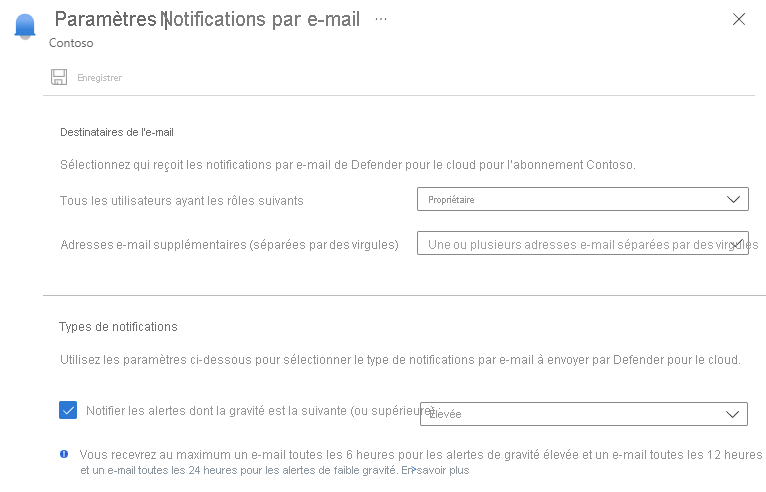 Paramètres | Notifications par e-mail ...
Contoso
Enregistrer
Destinataires de l'e-mail
Sélectionnez qui reçoit les notifications par e-mail de Defender pour le cloud pour l'abonnement Contoso.
Tous les utilisateurs ayant les rôles suivants
Propriétaire
Adresses e-mail supplémentaires (séparées par des virgules)
Une ou plusieurs adresses e-mail séparées par des virgules
Types de notifications
Utilisez les paramètres ci-dessous pour sélectionner le type de notifications par e-mail à envoyer par Defender pour le cloud.
Notifier les alertes dont la gravité est la suivante (ou supérieure) :
Élevée
Vous recevrez au maximum un e-mail toutes les 6 heures pour les alertes de gravité élevée et un e-mail toutes les 12 heures
et un e-mail toutes les 24 heures pour les alertes de faible gravité. En savoir plus